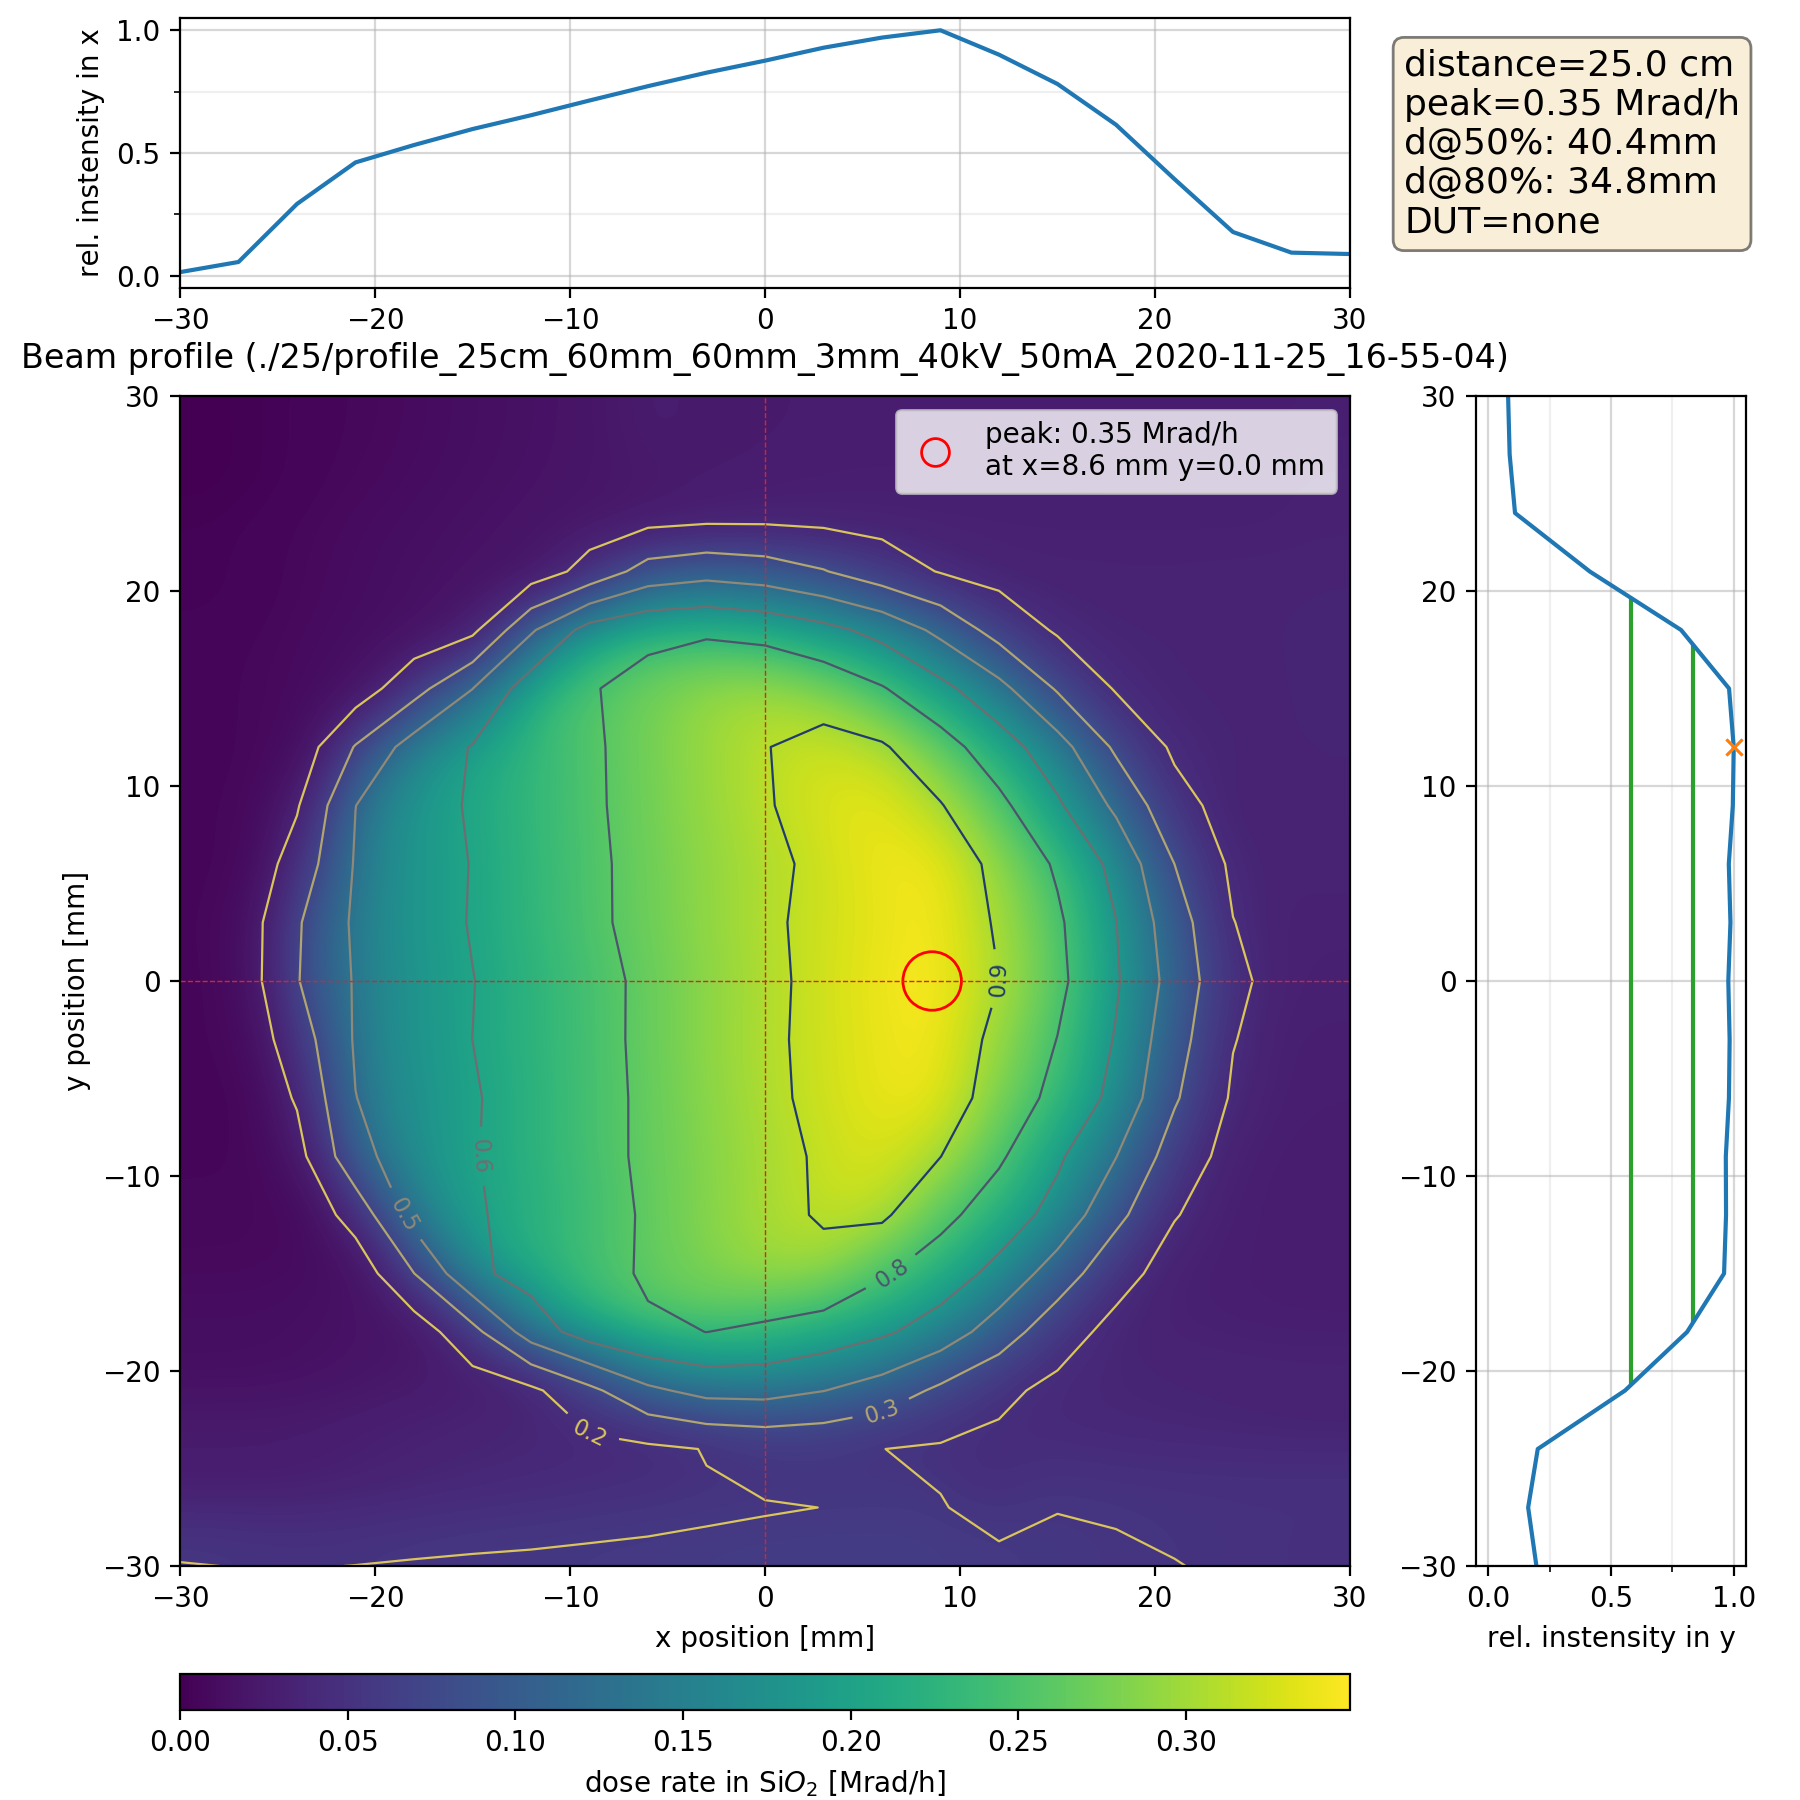 rel. instensity in x
1.0
0.5
0.0
−30 −20 −10 0 10 20 30
distance=25.0 cm
peak=0.35 Mrad/h
d@50%: 40.4mm
d@80%: 34.8mm
DUT=none
Beam profile (./25/profile_25cm_60mm_60mm_3mm_40kV_50mA_2020-11-25_16-55-04)
peak: 0.35 Mrad/h
at x=8.6 mm y=0.0 mm
y position [mm]
30
20
10
0
−10
−20
−30
0.9
0.6
0.5
0.8
0.3
0.2
−30 −20 −10 0 10 20 30
x position [mm]
30
20
10
0
−10
−20
−30
0.0 0.5 1.0
rel. instensity in y
0.00 0.05 0.10 0.15 0.20 0.25 0.30
dose rate in SiO₂ [Mrad/h]